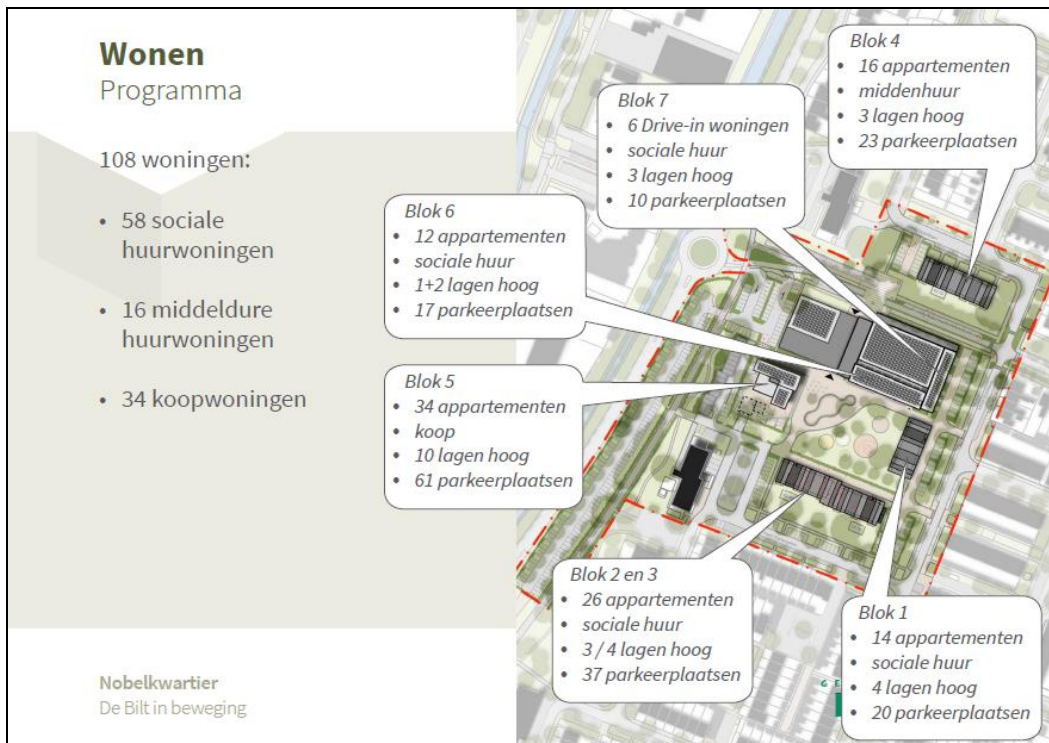 Wonen
Programma
108 woningen:
• 58 sociale
huurwoningen
• 16 middeldure
huurwoningen
• 34 koopwoningen
Nobelkwartier
De Bilt in beweging
Blok 4
• 16 appartementen
• middenhuur
• 3 lagen hoog
• 23 parkeerplaatsen
Blok 7
• 6 Drive-in woningen
• sociale huur
• 3 lagen hoog
• 10 parkeerplaatsen
Blok 6
• 12 appartementen
• sociale huur
• 1+2 lagen hoog
• 17 parkeerplaatsen
Blok 5
• 34 appartementen
• koop
• 10 lagen hoog
• 61 parkeerplaatsen
Blok 2 en 3
• 26 appartementen
• sociale huur
• 3 / 4 lagen hoog
• 37 parkeerplaatsen
Blok 1
• 14 appartementen
• sociale huur
• 4 lagen hoog
• 20 parkeerplaatsen